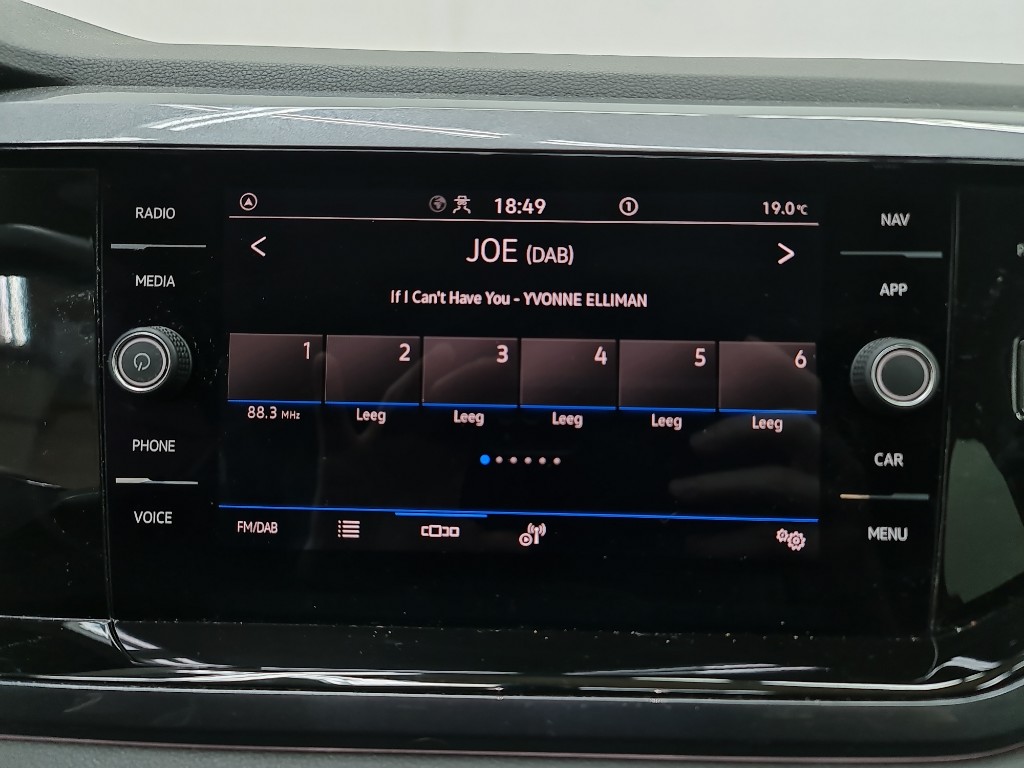 RADIO
MEDIA
PHONE
VOICE
18:49
1
19.0°C
< JOE (DAB) >
If I Can't Have You - YVONNE ELLIMAN
1 2 3 4 5 6
88.3 MHz Leeg Leeg Leeg Leeg Leeg
FM/DAB
NAV
APP
CAR
MENU